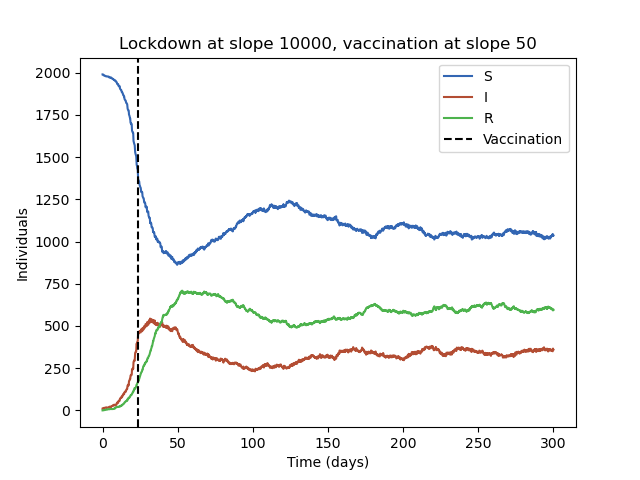 Lockdown at slope 10000, vaccination at slope 50
2000
1750
1500
1250
1000
750
500
250
0
Individuals
S
I
R
Vaccination
0
50
100
150
200
250
300
Time (days)